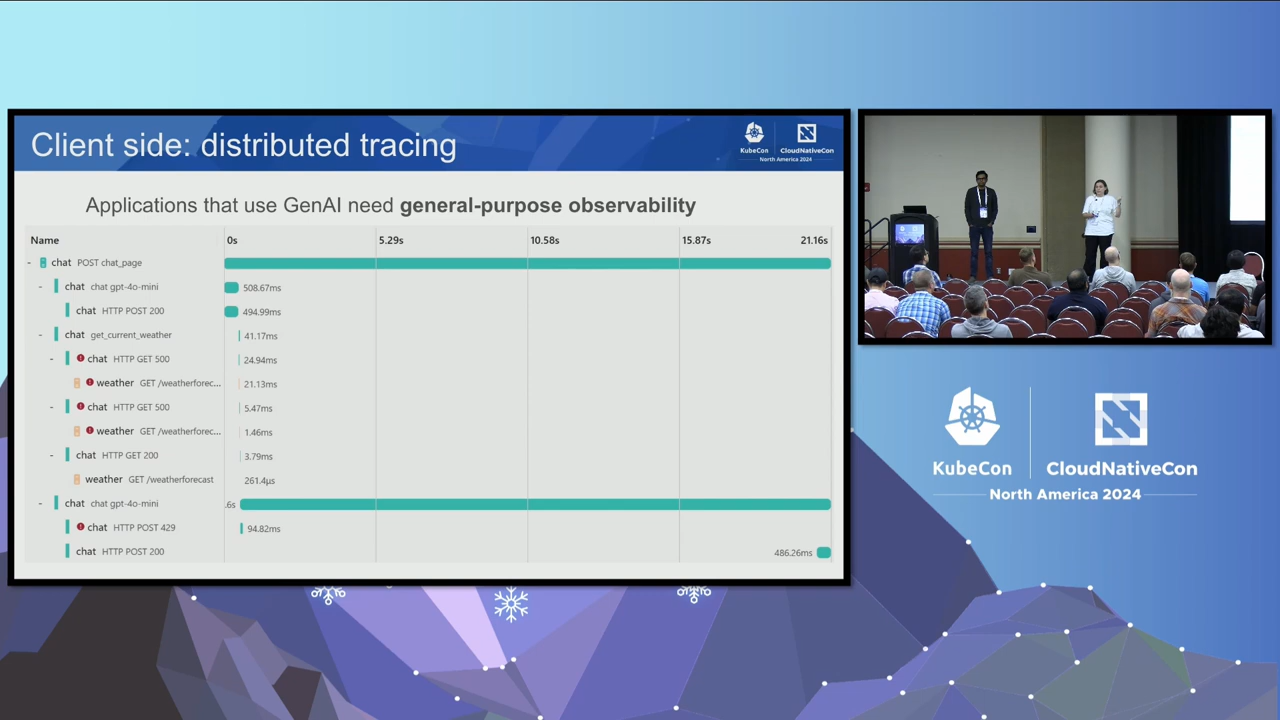 Client side: distributed tracing
KubeCon
CloudNativeCon
North America 2024
Applications that use GenAI need general-purpose observability
Name 0s 5.29s 10.58s 15.87s 21.16s
- chat POST chat_page
- chat chat gpt-4o-mini 508.67ms
chat HTTP POST 200 494.99ms
- chat get_current_weather 41.17ms
- chat HTTP GET 500 24.94ms
weather GET /weatherforec... 21.13ms
- chat HTTP GET 500 5.47ms
weather GET /weatherforec... 1.46ms
- chat HTTP GET 200 3.79ms
weather GET /weatherforecast 261.4µs
- chat chat gpt-4o-mini .6s
chat HTTP POST 429 94.82ms
chat HTTP POST 200 486.26ms
KubeCon
CloudNativeCon
North America 2024